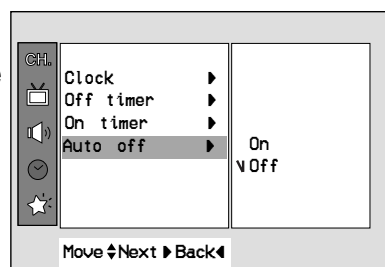 CH.
Clock ▶
Off timer ▶
On timer ▶
Auto off ▶
On
√ Off
Move ▲▼ Next ▶ Back ◀